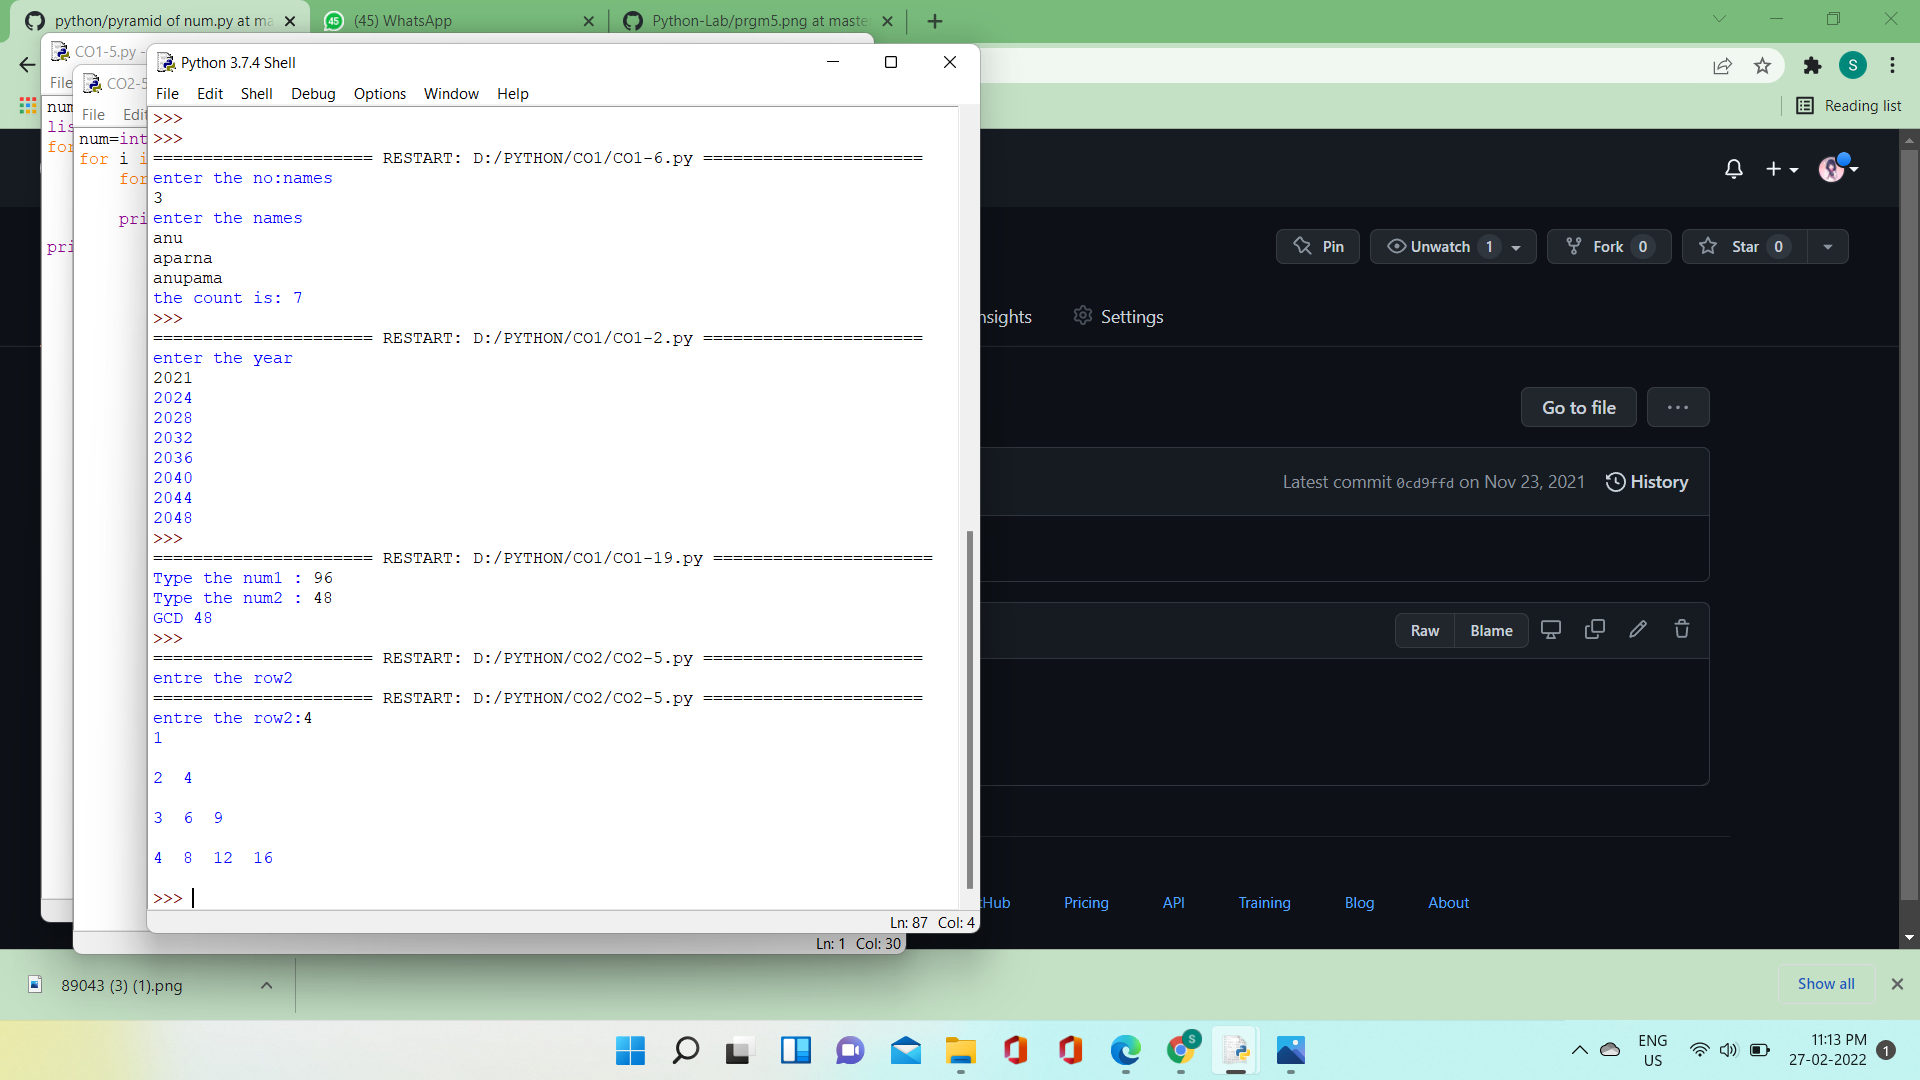 python/pyramid of num.py at ma
(45) WhatsApp
Python-Lab/prgm5.png at master
CO1-5.py -
Python 3.7.4 Shell
File
CO2-5
File Edit Shell Debug Options Window Help
Reading list
File Edit
num
lis
for
pri
num=int
for i i
for
pri
>>>
>>>
====================== RESTART: D:/PYTHON/CO1/CO1-6.py ======================
enter the no:names
3
enter the names
anu
aparna
anupama
the count is: 7
>>>
====================== RESTART: D:/PYTHON/CO1/CO1-2.py ======================
enter the year
2021
2024
2028
2032
2036
2040
2044
2048
>>>
====================== RESTART: D:/PYTHON/CO1/CO1-19.py ======================
Type the num1 : 96
Type the num2 : 48
GCD 48
>>>
====================== RESTART: D:/PYTHON/CO2/CO2-5.py ======================
entre the row2
====================== RESTART: D:/PYTHON/CO2/CO2-5.py ======================
entre the row2:4
1
2 4
3 6 9
4 8 12 16
>>>
Ln: 87 Col: 4
Ln: 1 Col: 30
Pin
Unwatch 1
Fork 0
Star 0
nsights
Settings
Go to file
Latest commit 0cd9ffd on Nov 23, 2021
History
Raw Blame
tHub Pricing API Training Blog About
89043 (3) (1).png
Show all
ENG
US
11:13 PM
27-02-2022
1
S
S
45